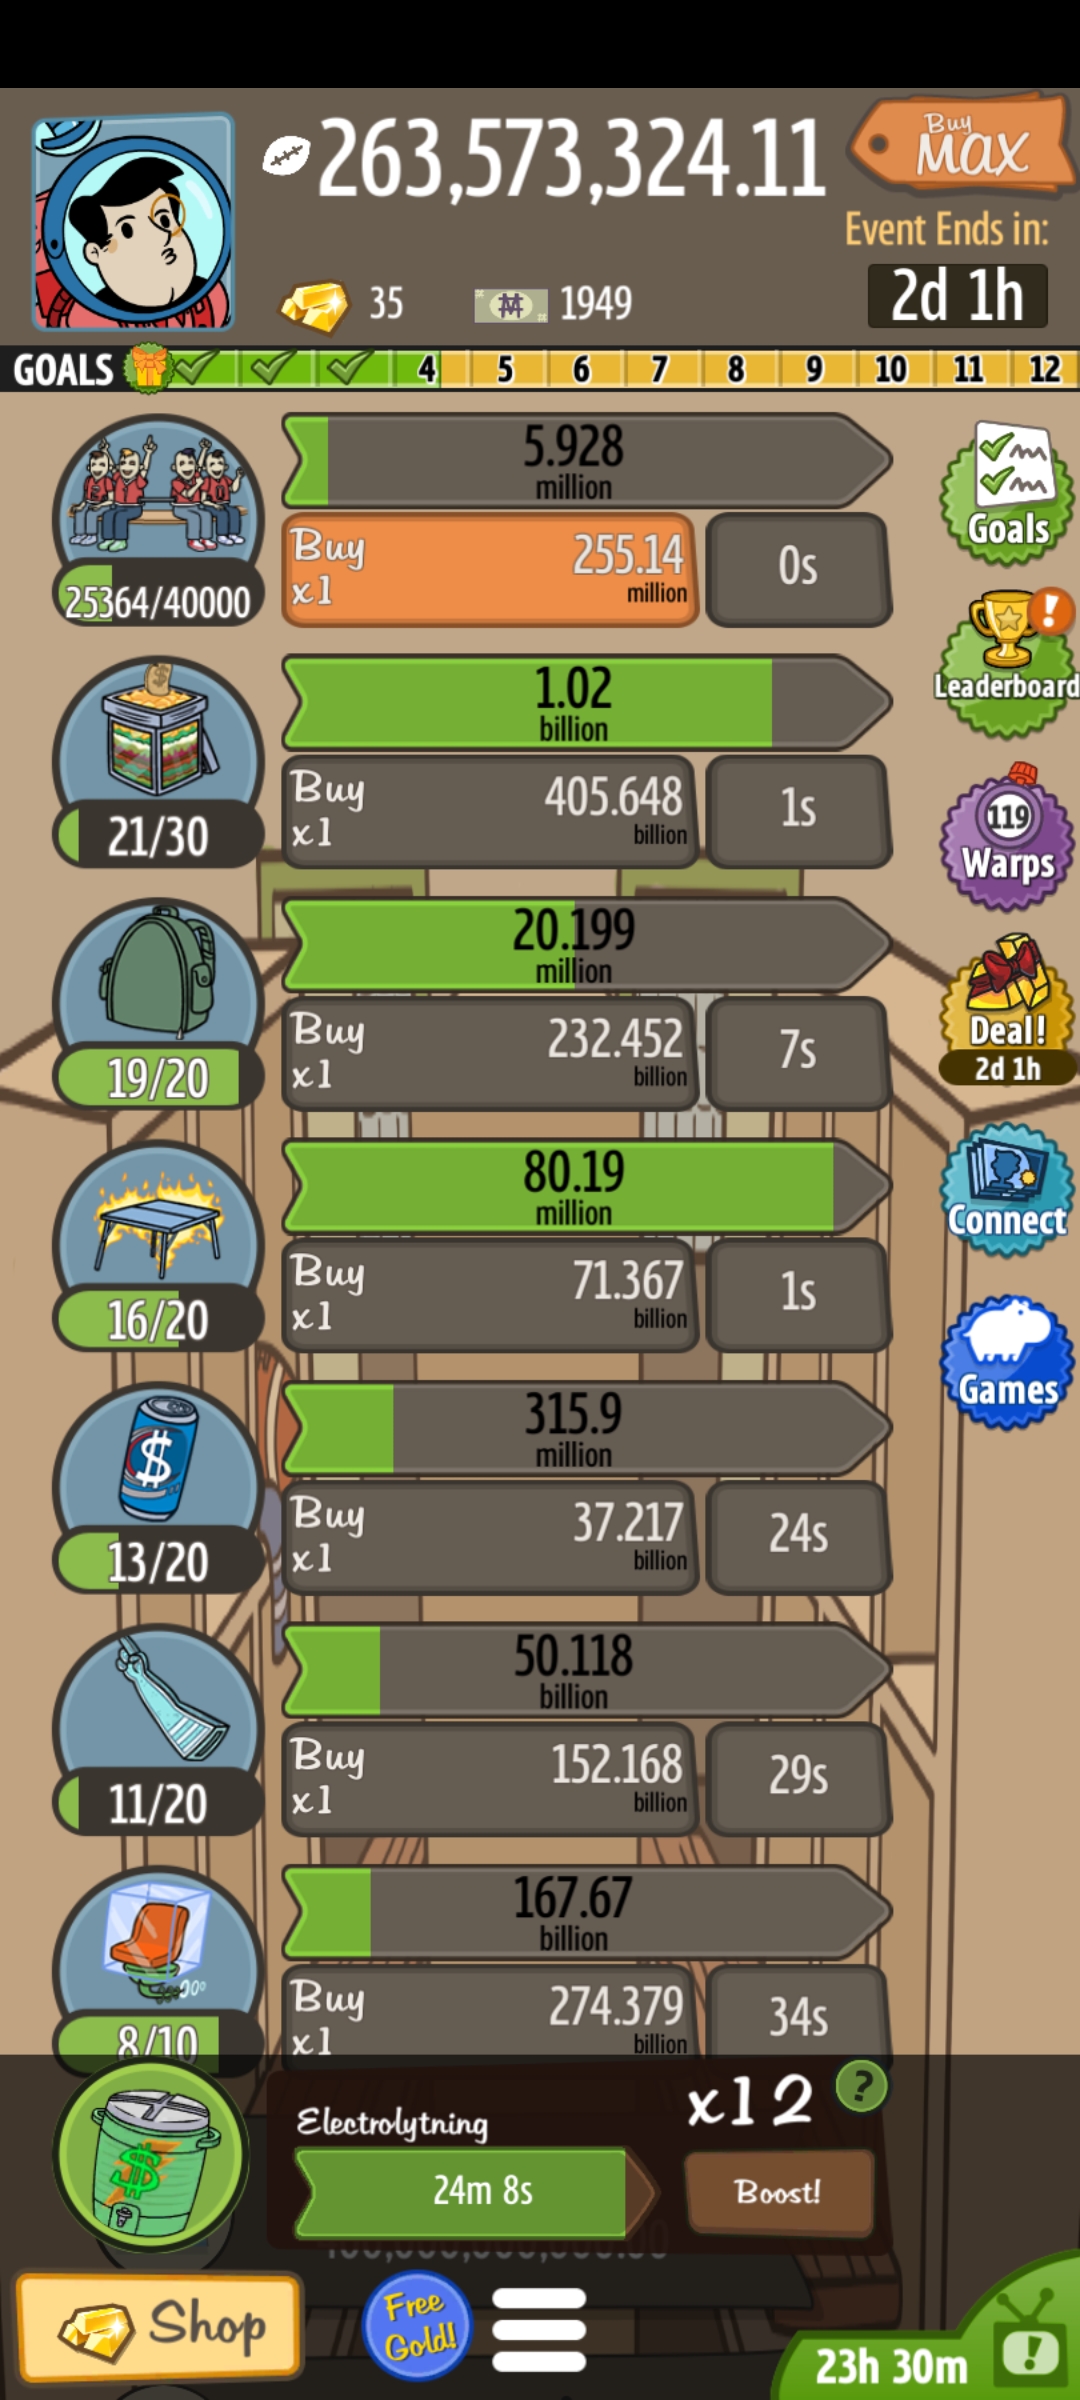 263,573,324.11
Buy
MAX
Event Ends in:
35
1949
2d 1h
GOALS 4 5 6 7 8 9 10 11 12
5.928
million
Buy
x1
255.14
million
0s
25364/40000
Goals
1.02
billion
Buy
x1
405.648
billion
1s
21/30
Leaderboard
20.199
million
Buy
x1
232.452
billion
7s
19/20
119
Warps
Deal!
2d 1h
80.19
million
Buy
x1
71.367
billion
1s
16/20
Connect
Games
315.9
million
Buy
x1
37.217
billion
24s
13/20
50.118
billion
Buy
x1
152.168
billion
29s
11/20
167.67
billion
Buy
x1
274.379
billion
34s
8/10
Electrolytning
x12
?
24m 8s
Boost!
Shop
Free
Gold!
23h 30m